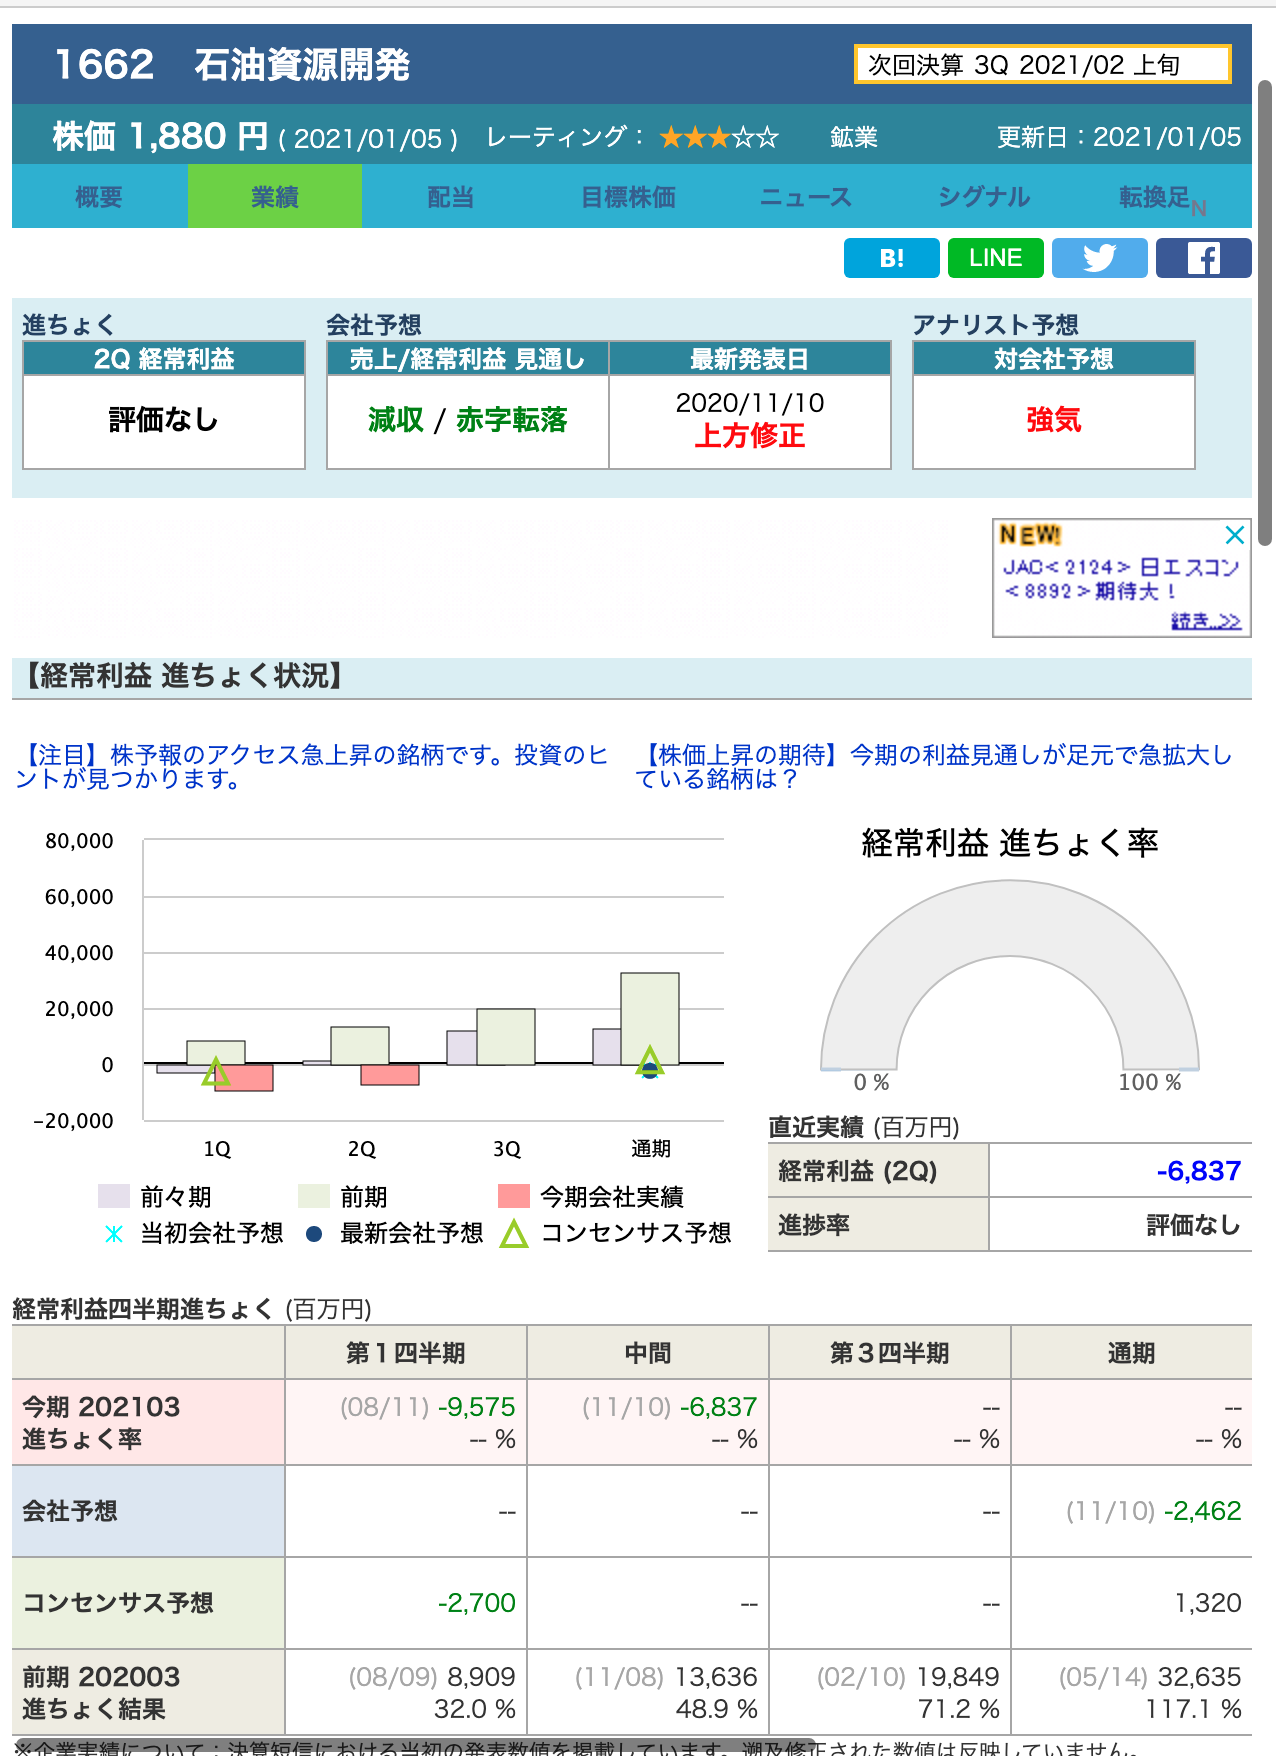 1662　石油資源開発
次回決算 3Q 2021/02 上旬
株価 1,880 円 ( 2021/01/05 )　レーティング： ★★★☆☆　鉱業　更新日：2021/01/05
概要　業績　配当　目標株価　ニュース　シグナル　転換足N
B!　LINE
進ちょく　会社予想　アナリスト予想
2Q 経常利益　売上/経常利益 見通し　最新発表日　対会社予想
評価なし　減収 / 赤字転落　2020/11/10　強気
上方修正
NEW!
JAC<2124> 日エスコン
<8892>期待大！
続き..>>
【経常利益 進ちょく状況】
【注目】株予報のアクセス急上昇の銘柄です。投資のヒ
ントが見つかります。
【株価上昇の期待】今期の利益見通しが足元で急拡大し
ている銘柄は？
80,000
60,000
40,000
20,000
0
−20,000
1Q　2Q　3Q　通期
前々期　前期　今期会社実績
当初会社予想　最新会社予想　コンセンサス予想
経常利益 進ちょく率
0 %　100 %
直近実績 (百万円)
経常利益 (2Q)　-6,837
進捗率　評価なし
経常利益四半期進ちょく (百万円)
第１四半期　中間　第３四半期　通期
今期 202103　(08/11) -9,575　(11/10) -6,837　--　--
進ちょく率　-- %　-- %　-- %　-- %
会社予想　--　--　--　(11/10) -2,462
コンセンサス予想　-2,700　--　--　1,320
前期 202003　(08/09) 8,909　(11/08) 13,636　(02/10) 19,849　(05/14) 32,635
進ちょく結果　32.0 %　48.9 %　71.2 %　117.1 %
※企業実績について：決算短信における当初の発表数値を掲載しています。遡及修正された数値は反映していません。